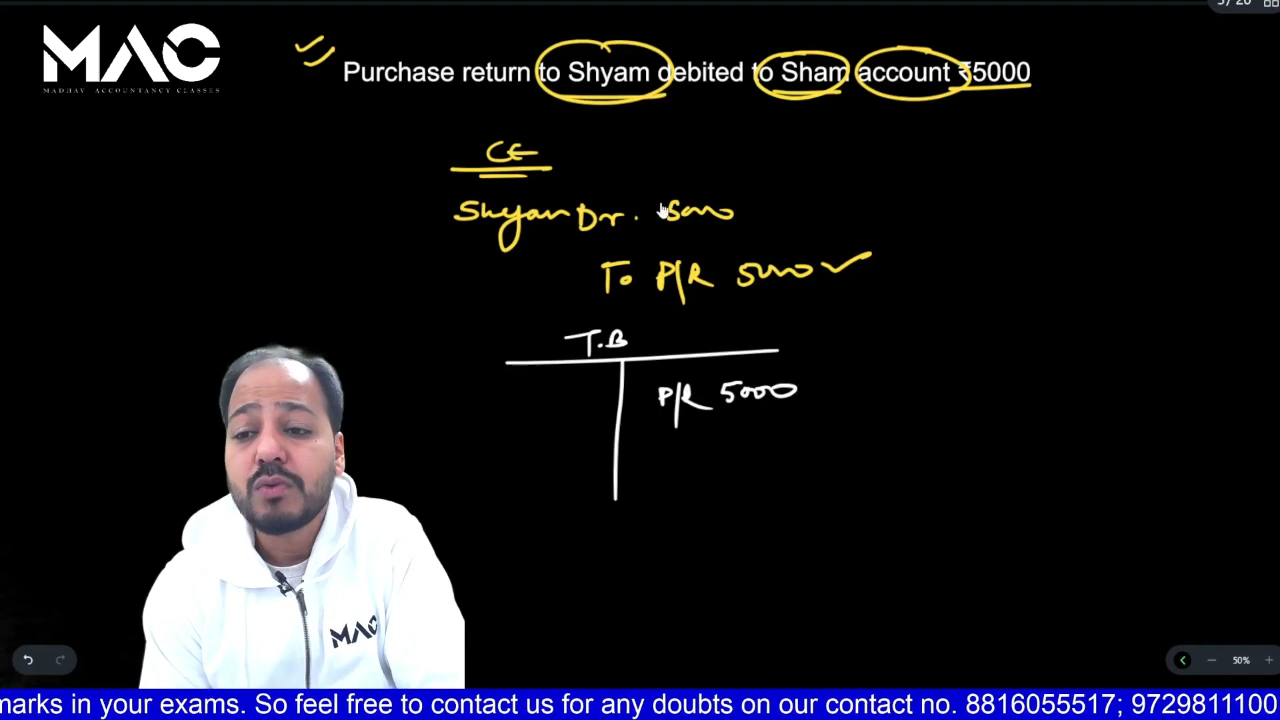 MAC
MADHAV ACCOUNTANCY CLASSES
Purchase return to Shyam debited to Sham account ₹5000
CE
Shyam Dr. 5000
To P/R 5000
T.B
P/R 5000
MAC
50%
marks in your exams. So feel free to contact us for any doubts on our contact no. 8816055517; 9729811100